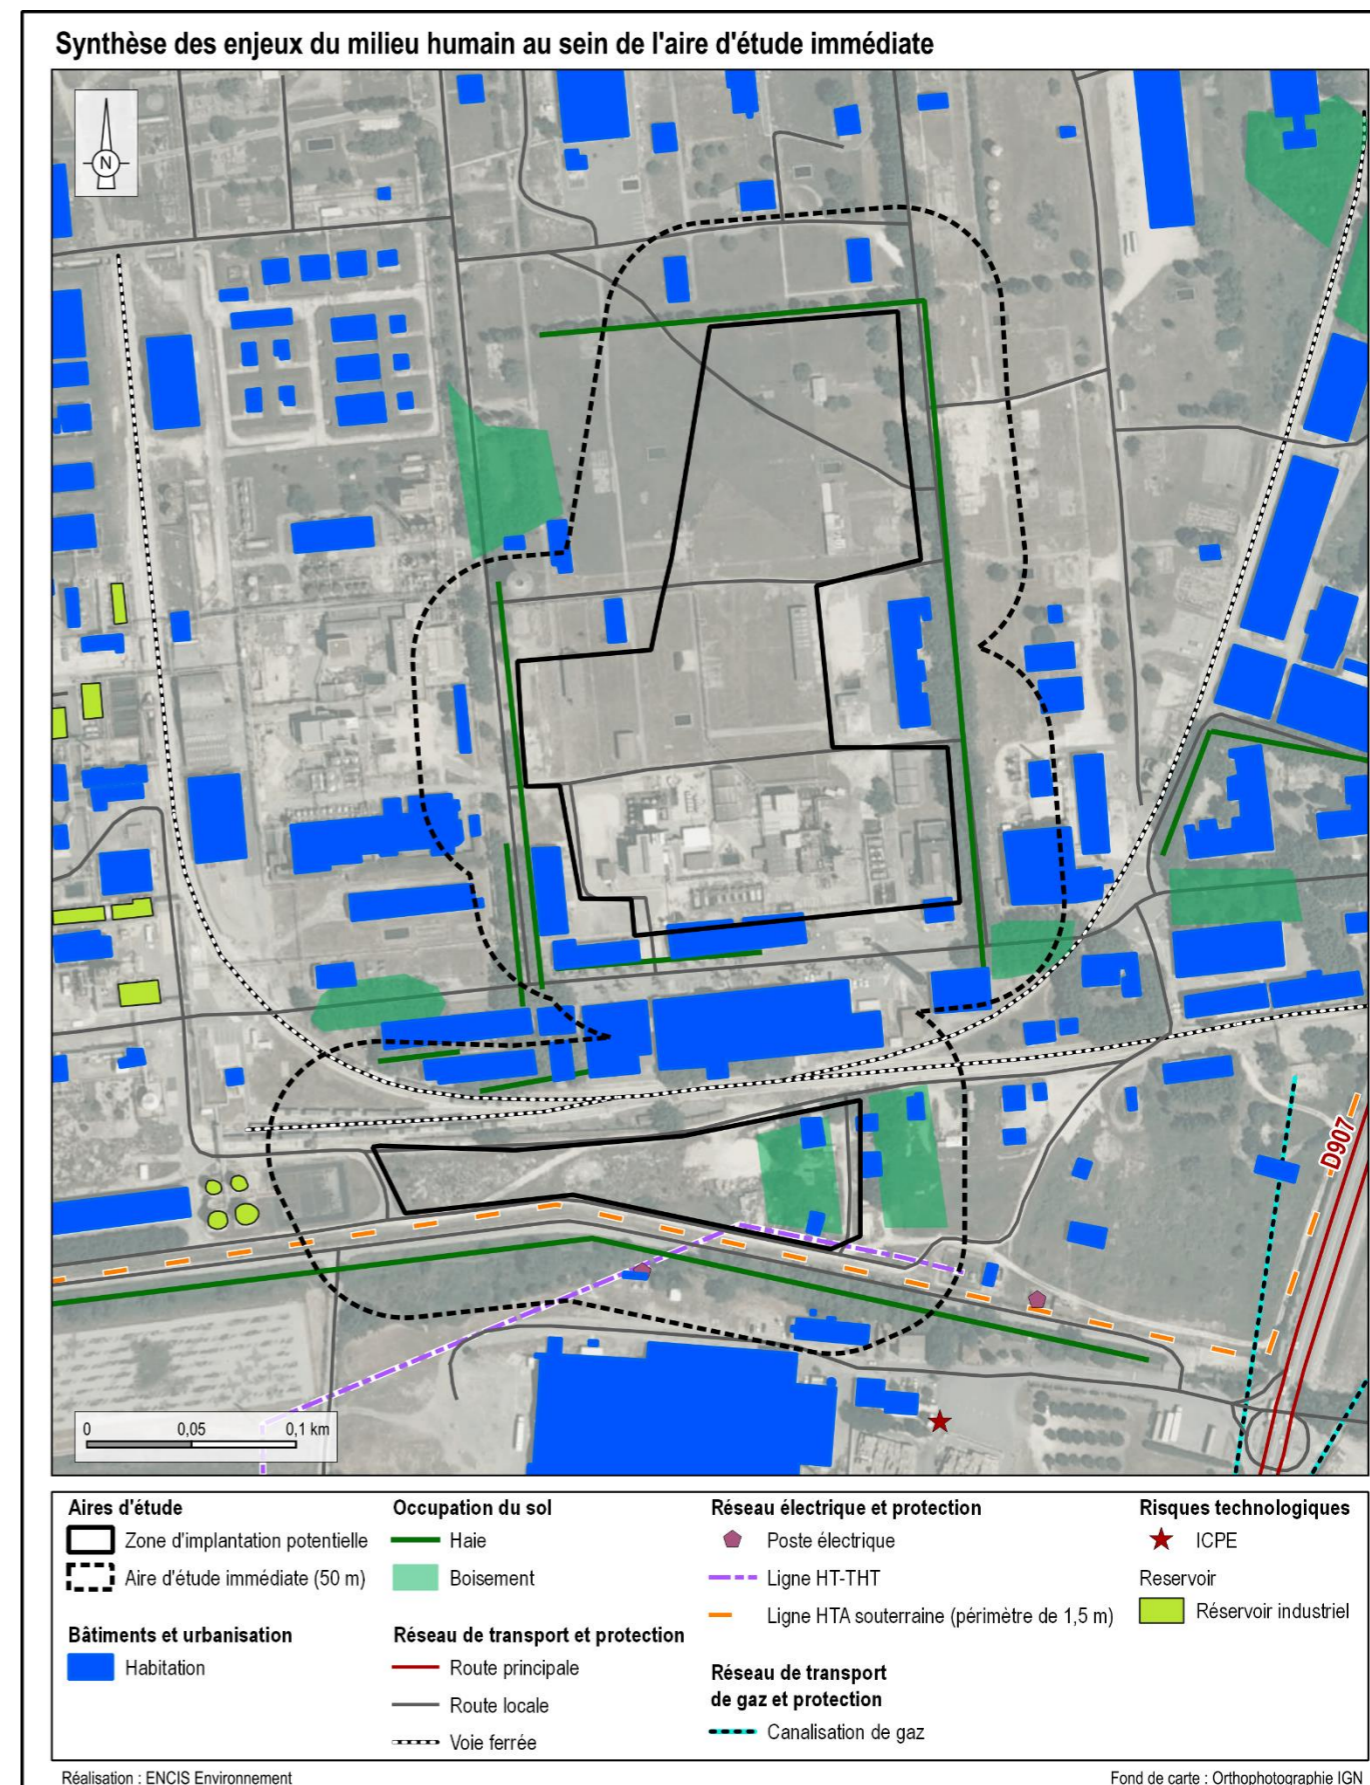 Synthèse des enjeux du milieu humain au sein de l'aire d'étude immédiate
N
D907
0 0,05 0,1 km
Aires d'étude
Zone d'implantation potentielle
Aire d'étude immédiate (50 m)
Bâtiments et urbanisation
Habitation
Occupation du sol
Haie
Boisement
Réseau de transport et protection
Route principale
Route locale
Voie ferrée
Réseau électrique et protection
Poste électrique
Ligne HT-THT
Ligne HTA souterraine (périmètre de 1,5 m)
Réseau de transport
de gaz et protection
Canalisation de gaz
Risques technologiques
ICPE
Reservoir
Réservoir industriel
Réalisation : ENCIS Environnement
Fond de carte : Orthophotographie IGN